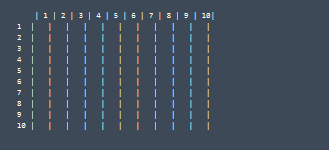 | 1 | 2 | 3 | 4 | 5 | 6 | 7 | 8 | 9 | 10|
1 | | | | | | | | | | |
2 | | | | | | | | | | |
3 | | | | | | | | | | |
4 | | | | | | | | | | |
5 | | | | | | | | | | |
6 | | | | | | | | | | |
7 | | | | | | | | | | |
8 | | | | | | | | | | |
9 | | | | | | | | | | |
10 | | | | | | | | | | |